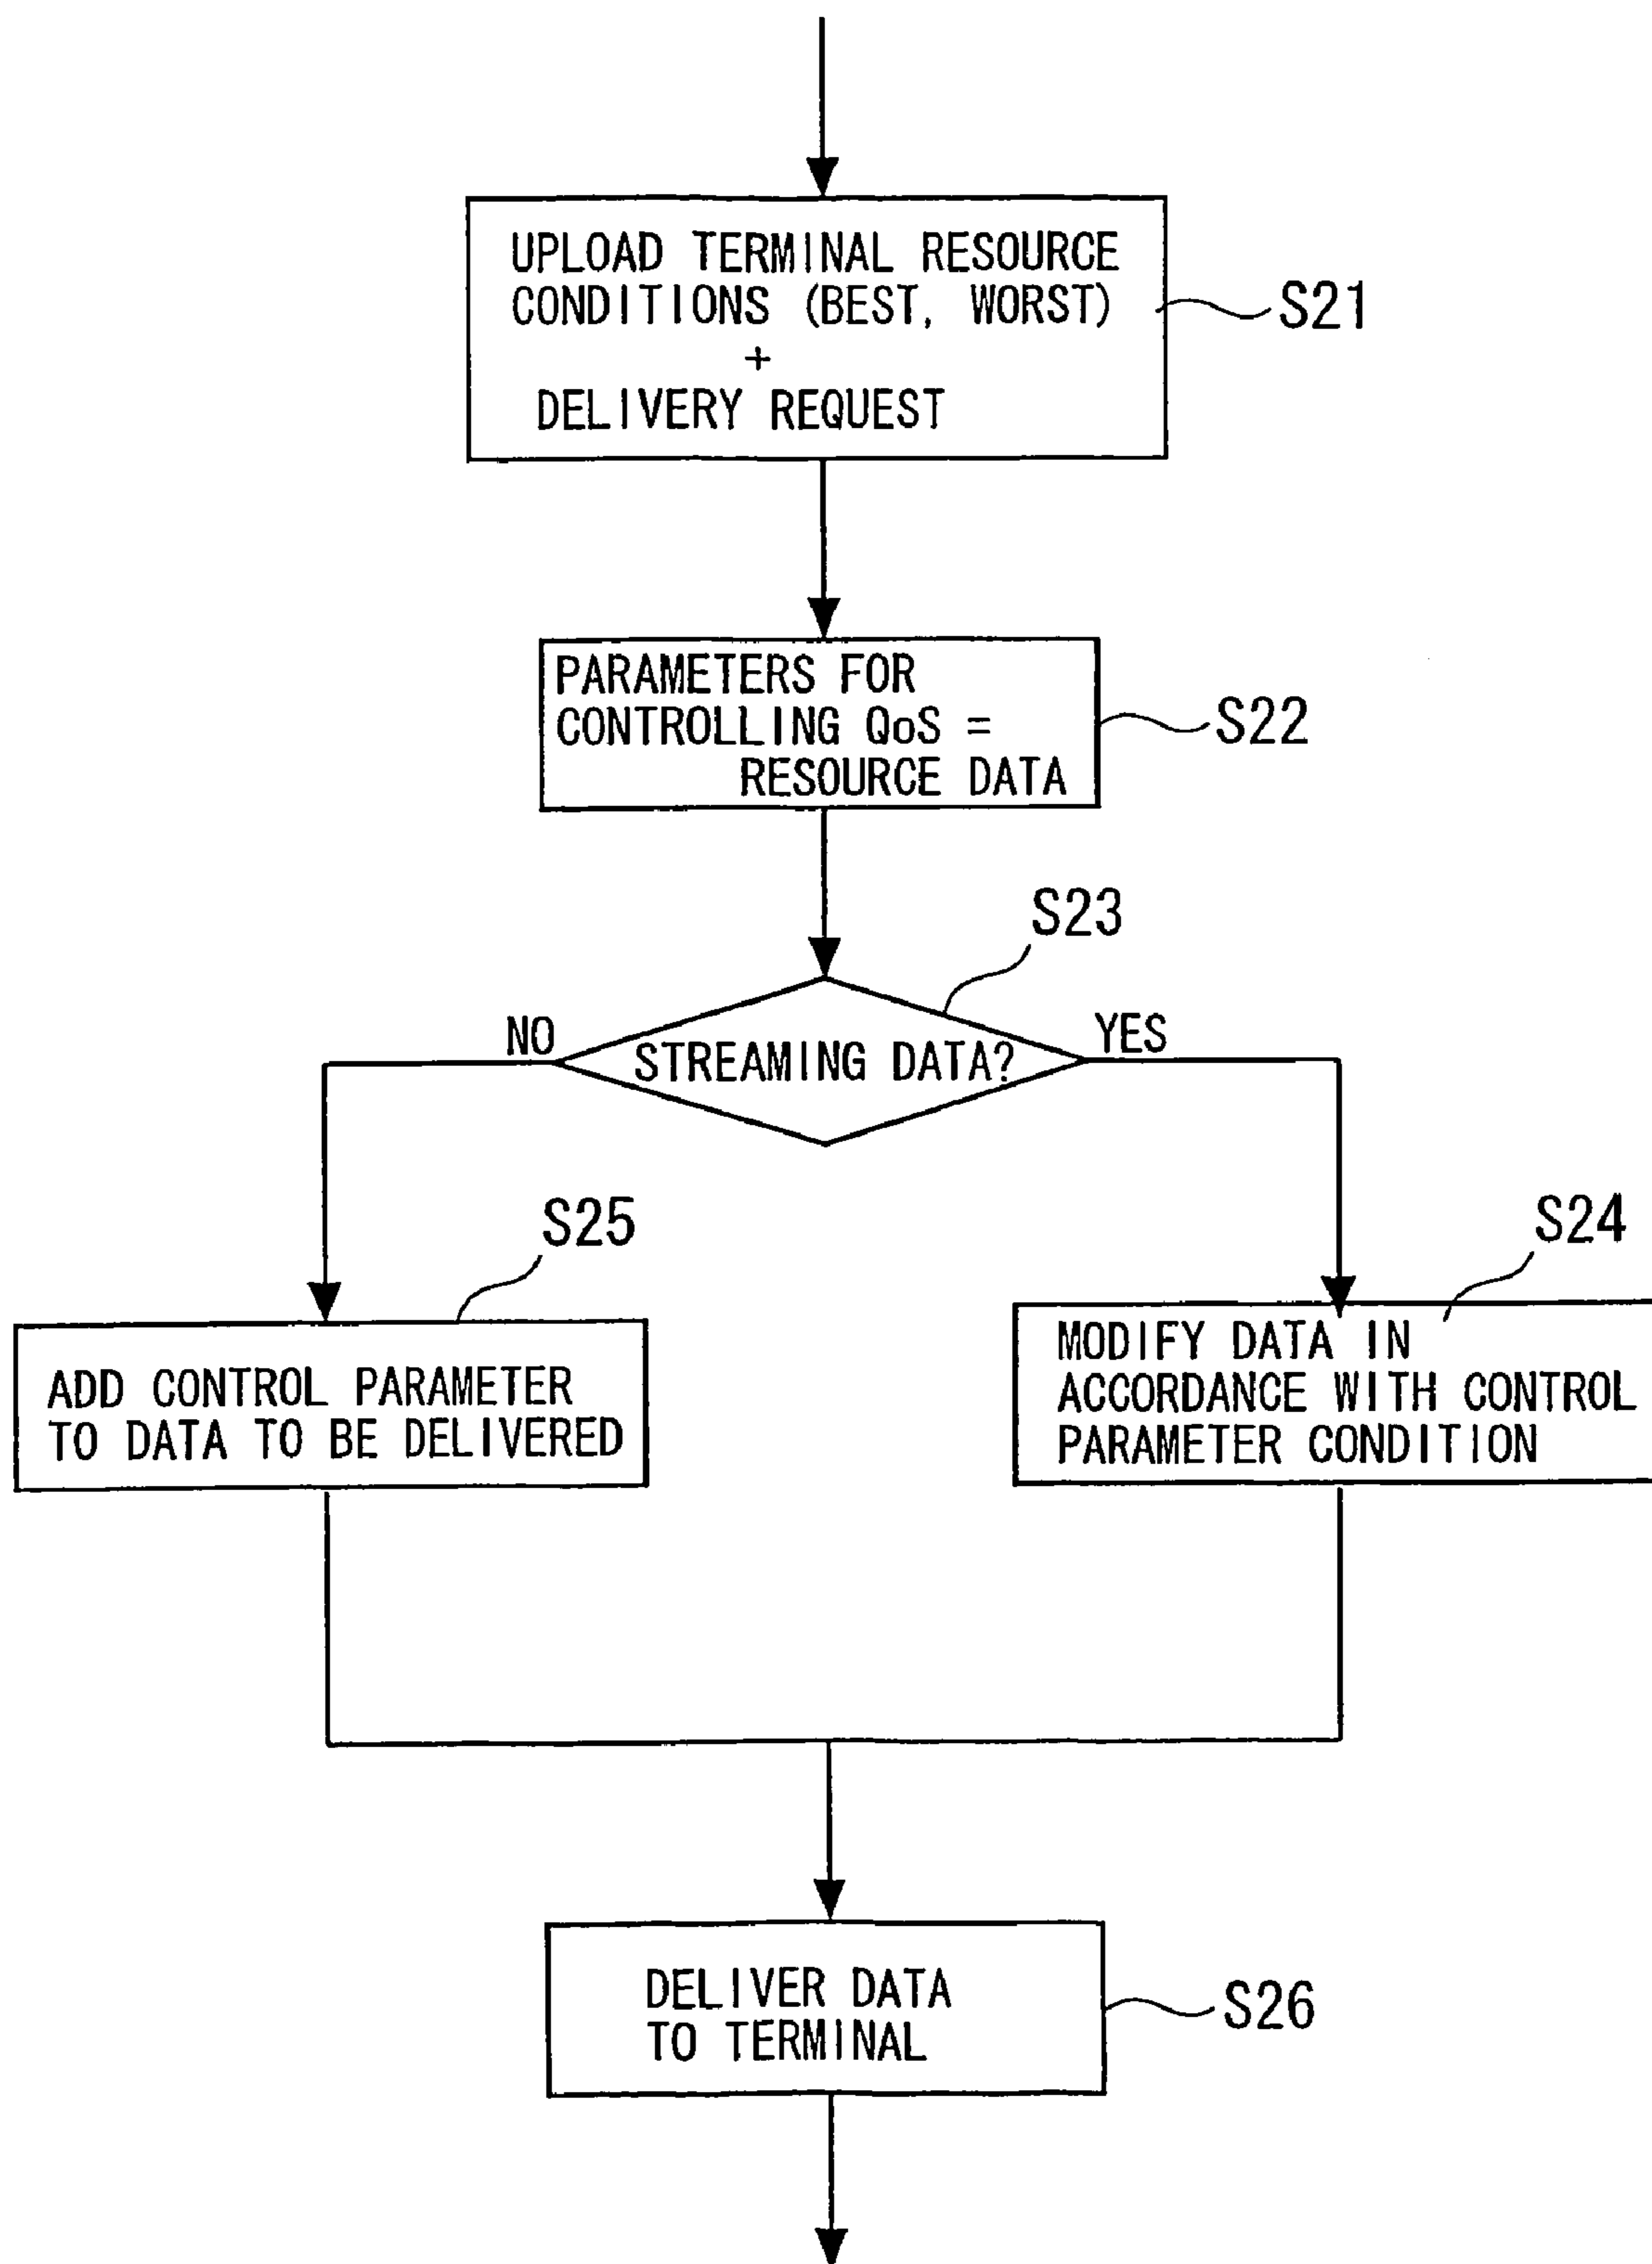 UPLOAD TERMINAL RESOURCE
CONDITIONS (BEST, WORST)
+
DELIVERY REQUEST
S21
PARAMETERS FOR
CONTROLLING QoS =
RESOURCE DATA
S22
S23
NO
STREAMING DATA?
YES
S25
S24
ADD CONTROL PARAMETER
TO DATA TO BE DELIVERED
MODIFY DATA IN
ACCORDANCE WITH CONTROL
PARAMETER CONDITION
DELIVER DATA
TO TERMINAL
S26